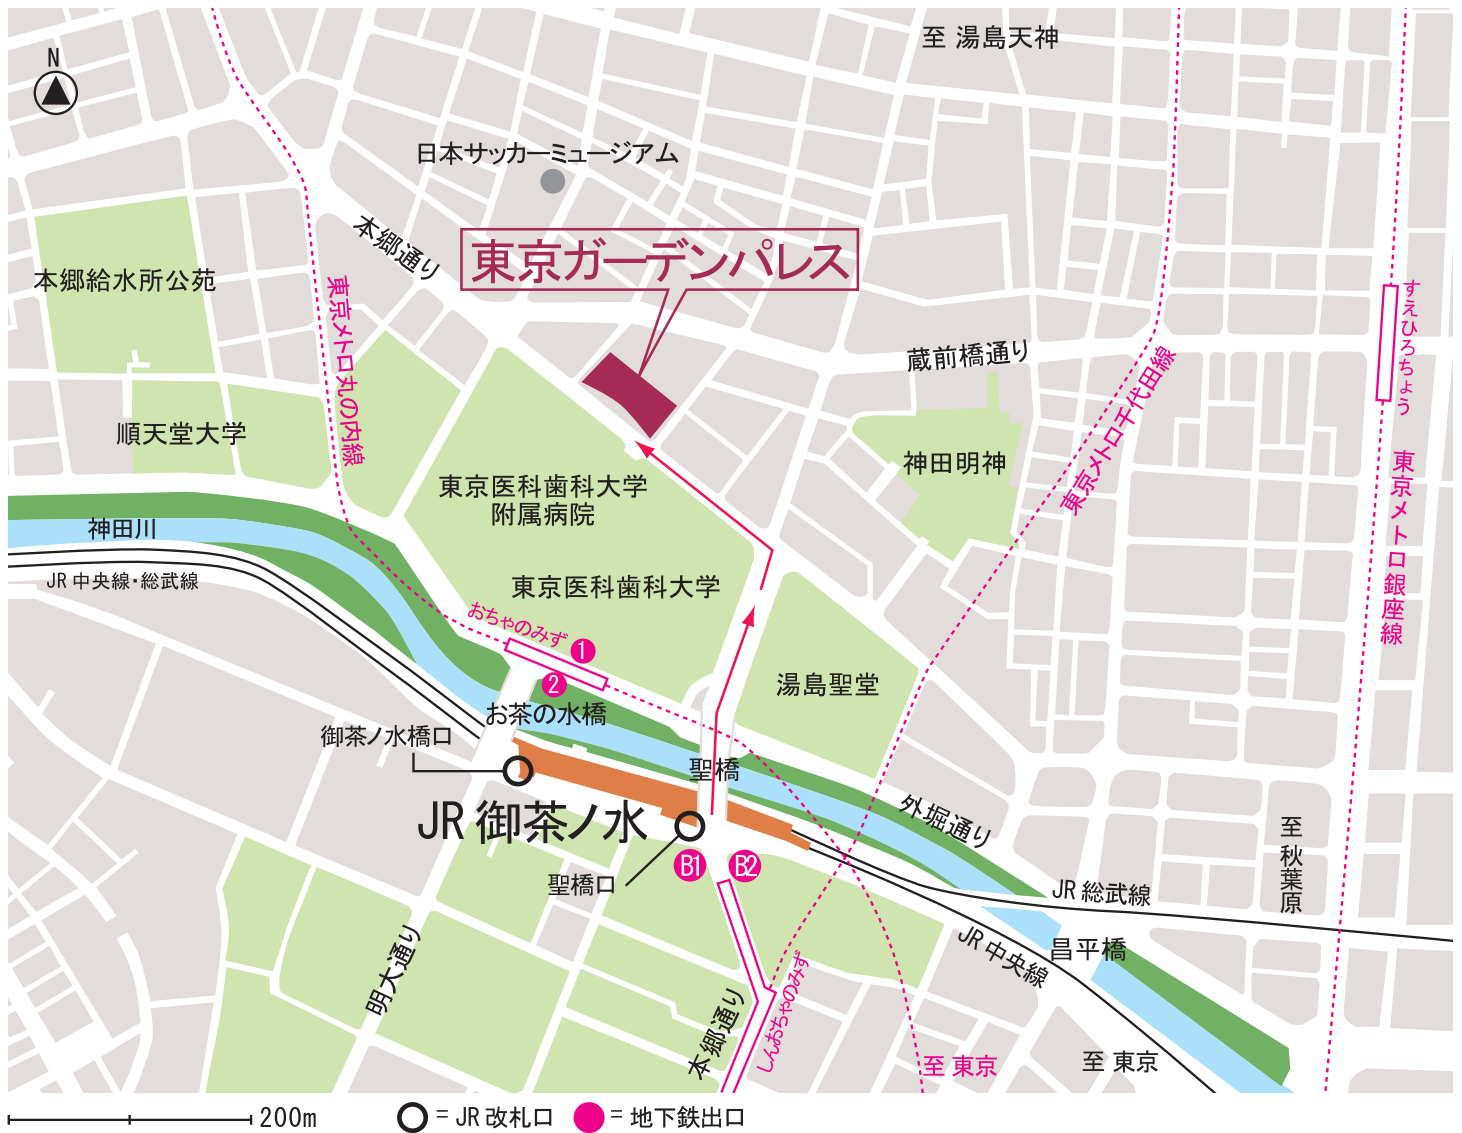 至 湯島天神
N
日本サッカーミュージアム
本郷通り
東京ガーデンパレス
本郷給水所公苑
東京メトロ丸の内線
すえひろちょう
蔵前橋通り
東京メトロ千代田線
順天堂大学
神田明神
東京メトロ銀座線
東京医科歯科大学
附属病院
神田川
JR 中央線・総武線
東京医科歯科大学
おちゃのみず
1
2
湯島聖堂
お茶の水橋
御茶ノ水橋口
聖橋
外堀通り
JR 御茶ノ水
至 秋葉原
B1
B2
聖橋口
JR 総武線
明大通り
JR 中央線
昌平橋
しんおちゃのみず
本郷通り
至 東京
至 東京
200m
= JR 改札口
= 地下鉄出口